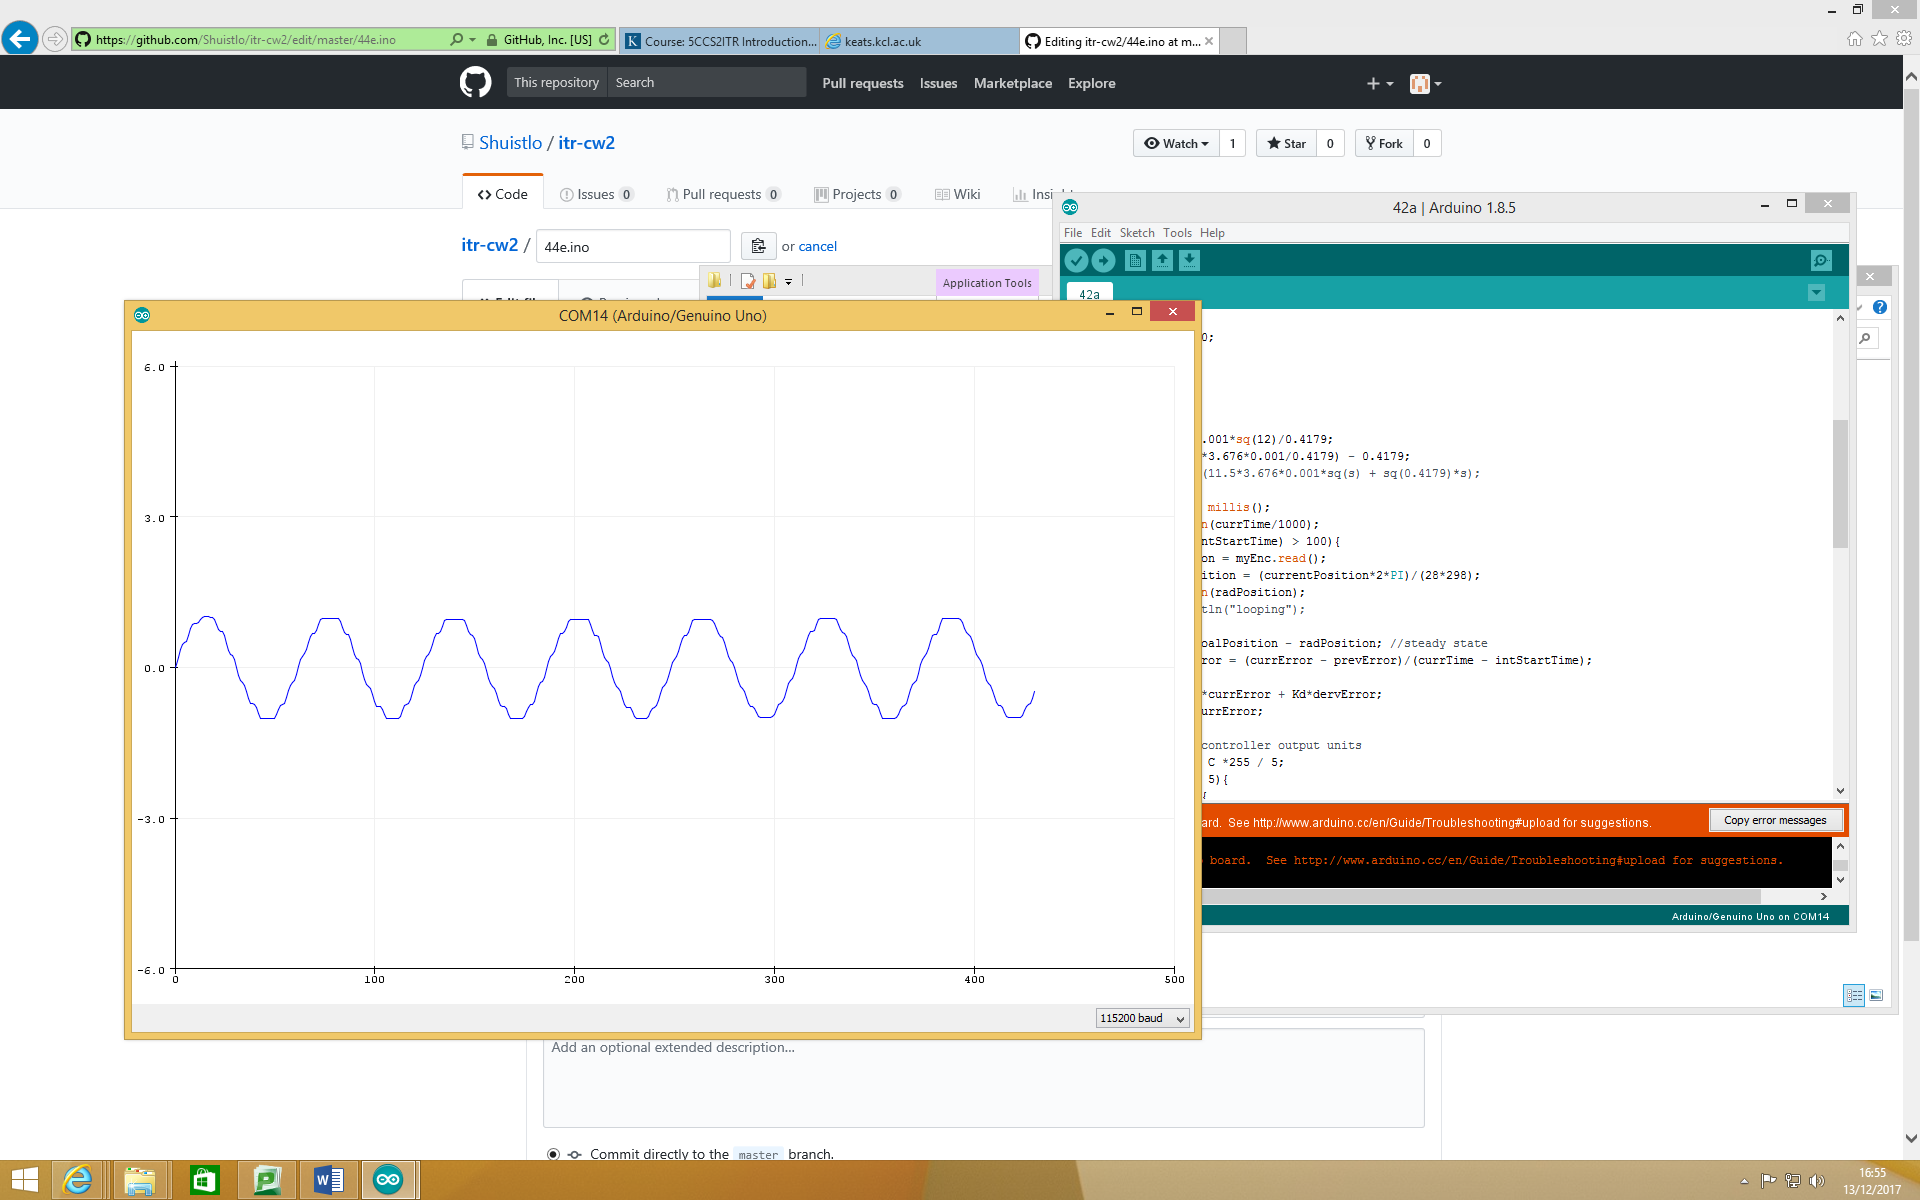 https://github.com/Shuistlo/itr-cw2/edit/master/44e.ino
GitHub, Inc. [US]
Course: 5CCS2ITR Introduction...
keats.kcl.ac.uk
Editing itr-cw2/44e.ino at m...
This repository
Search
Pull requests
Issues
Marketplace
Explore
Shuistlo / itr-cw2
Watch 1
Star 0
Fork 0
Code
Issues 0
Pull requests 0
Projects 0
Wiki
itr-cw2 / 44e.ino or cancel
Application Tools
42a | Arduino 1.8.5
File Edit Sketch Tools Help
42a
0;
.001*sq(12)/0.4179;
*3.676*0.001/0.4179) - 0.4179;
(11.5*3.676*0.001*sq(s) + sq(0.4179)*s);
millis();
n(currTime/1000);
ntStartTime) > 100){
on = myEnc.read();
ition = (currentPosition*2*PI)/(28*298);
n(radPosition);
tln("looping");
oalPosition - radPosition; //steady state
ror = (currError - prevError)/(currTime - intStartTime);
*currError + Kd*dervError;
urrError;
controller output units
C *255 / 5;
5){
{
ard. See http://www.arduino.cc/en/Guide/Troubleshooting#upload for suggestions.
Copy error messages
board. See http://www.arduino.cc/en/Guide/Troubleshooting#upload for suggestions.
Arduino/Genuino Uno on COM14
COM14 (Arduino/Genuino Uno)
6.0
3.0
0.0
-3.0
-6.0
0 100 200 300 400 500
115200 baud
Add an optional extended description...
Commit directly to the master branch.
16:55
13/12/2017